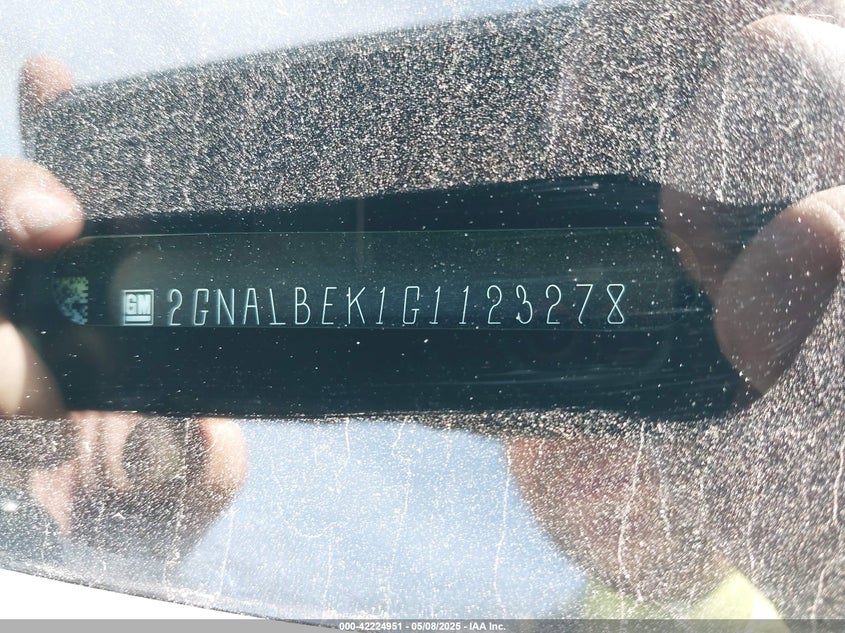 GM 2GNALBEK1G1123278
000-42224951 - 05/08/2025 - IAA Inc.